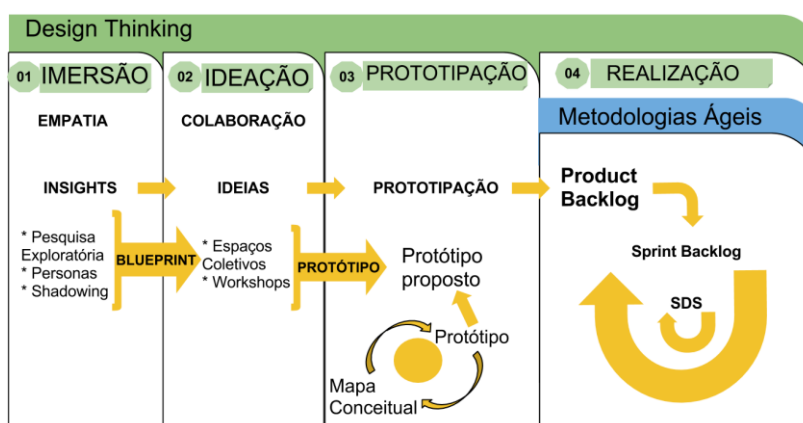 Design Thinking
01 IMERSÃO
02 IDEAÇÃO
03 PROTOTIPAÇÃO
04 REALIZAÇÃO
Metodologias Ágeis
EMPATIA
COLABORAÇÃO
INSIGHTS
IDEIAS
PROTOTIPAÇÃO
Product
Backlog
* Pesquisa
Exploratória
* Personas
* Shadowing
BLUEPRINT
* Espaços
Coletivos
* Workshops
PROTÓTIPO
Protótipo
proposto
Protótipo
Mapa
Conceitual
Sprint Backlog
SDS